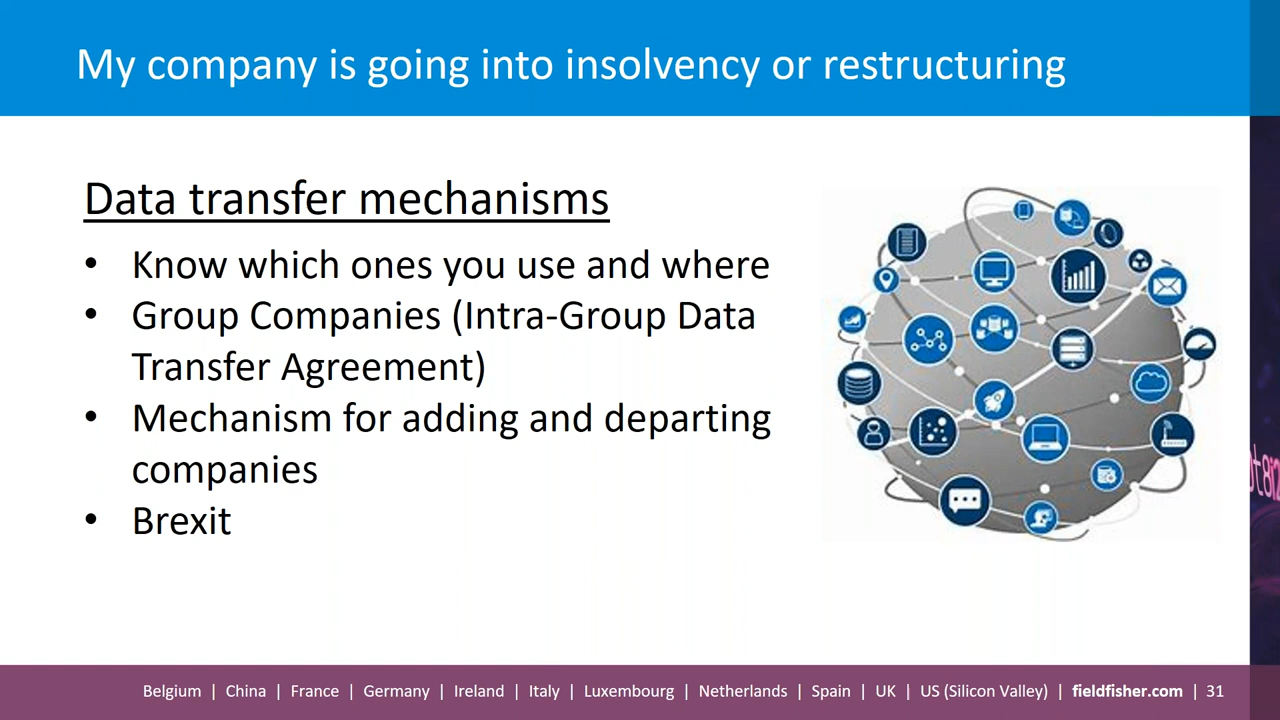 My company is going into insolvency or restructuring
Data transfer mechanisms
• Know which ones you use and where
• Group Companies (Intra-Group Data
Transfer Agreement)
• Mechanism for adding and departing
companies
• Brexit
Belgium | China | France | Germany | Ireland | Italy | Luxembourg | Netherlands | Spain | UK | US (Silicon Valley) | fieldfisher.com | 31